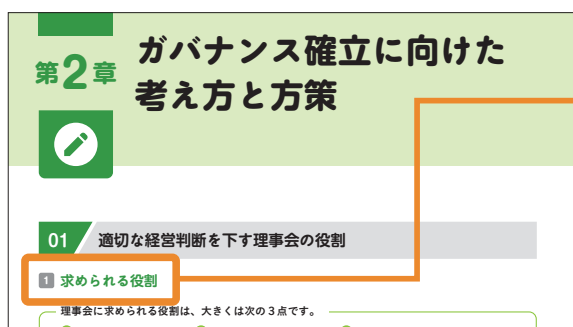 第2章
ガバナンス確立に向けた
考え方と方策
01 適切な経営判断を下す理事会の役割
1 求められる役割
理事会に求められる役割は、大きくは次の3点です。